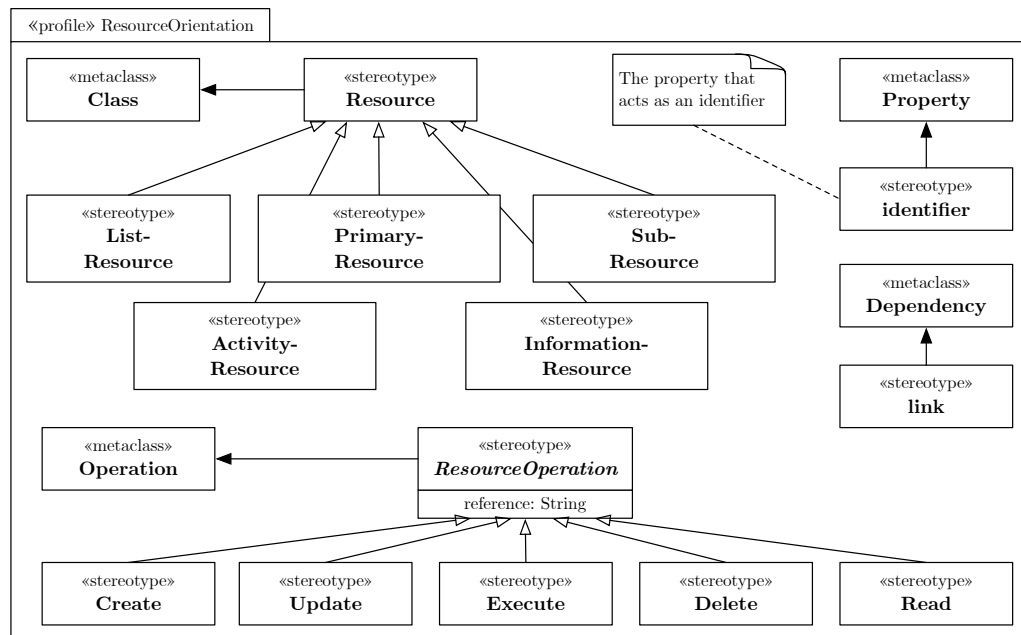 «profile» ResourceOrientation
«metaclass»
Class
«stereotype»
Resource
The property that
acts as an identifier
«metaclass»
Property
«stereotype»
identifier
«stereotype»
List-
Resource
«stereotype»
Primary-
Resource
«stereotype»
Sub-
Resource
«metaclass»
Dependency
«stereotype»
Activity-
Resource
«stereotype»
Information-
Resource
«stereotype»
link
«metaclass»
Operation
«stereotype»
ResourceOperation
reference: String
«stereotype»
Create
«stereotype»
Update
«stereotype»
Execute
«stereotype»
Delete
«stereotype»
Read